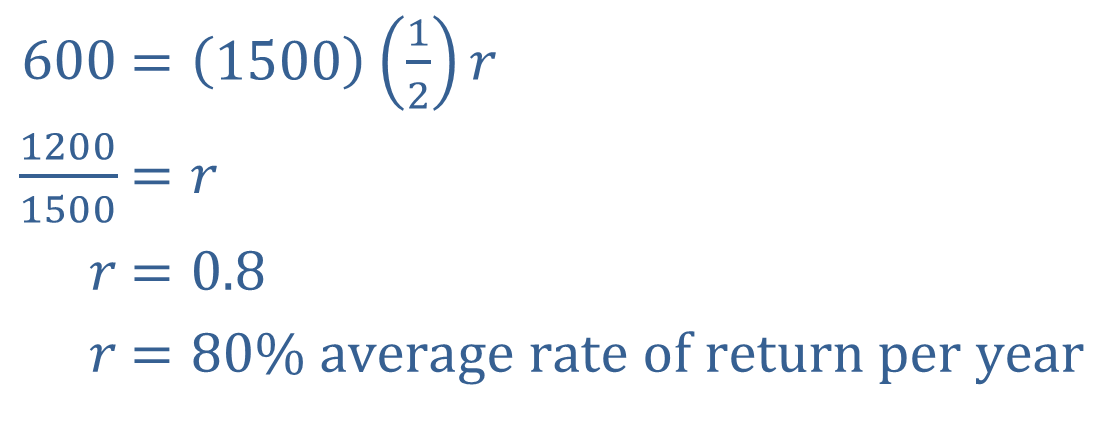 600 = (1500) (1/2) r
1200/1500 = r
r = 0.8
r = 80% average rate of return per year